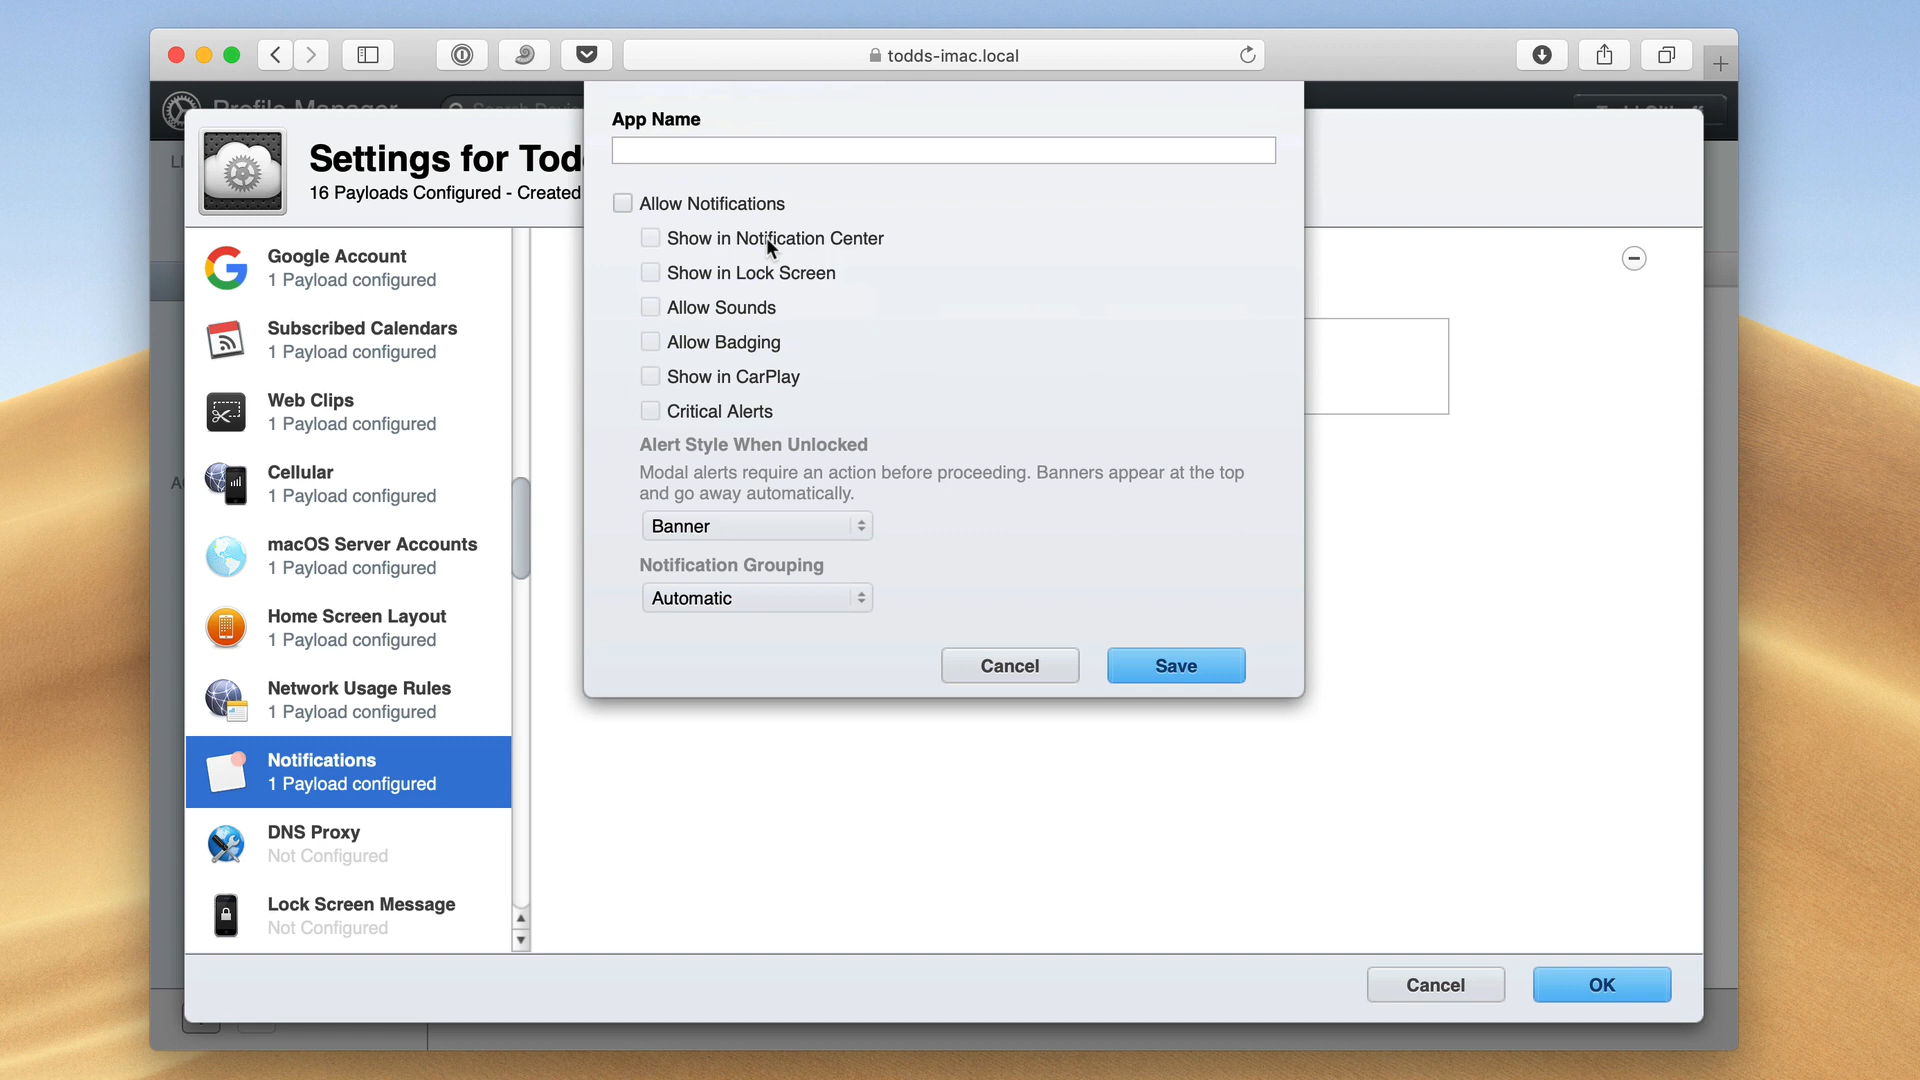 todds-imac.local
Profile Manager
App Name
Settings for Tod
16 Payloads Configured - Created
Allow Notifications
Show in Notification Center
Show in Lock Screen
Allow Sounds
Allow Badging
Show in CarPlay
Critical Alerts
Alert Style When Unlocked
Modal alerts require an action before proceeding. Banners appear at the top
and go away automatically.
Banner
Notification Grouping
Automatic
Cancel
Save
Google Account
1 Payload configured
Subscribed Calendars
1 Payload configured
Web Clips
1 Payload configured
Cellular
1 Payload configured
macOS Server Accounts
1 Payload configured
Home Screen Layout
1 Payload configured
Network Usage Rules
1 Payload configured
Notifications
1 Payload configured
DNS Proxy
Not Configured
Lock Screen Message
Not Configured
Cancel
OK